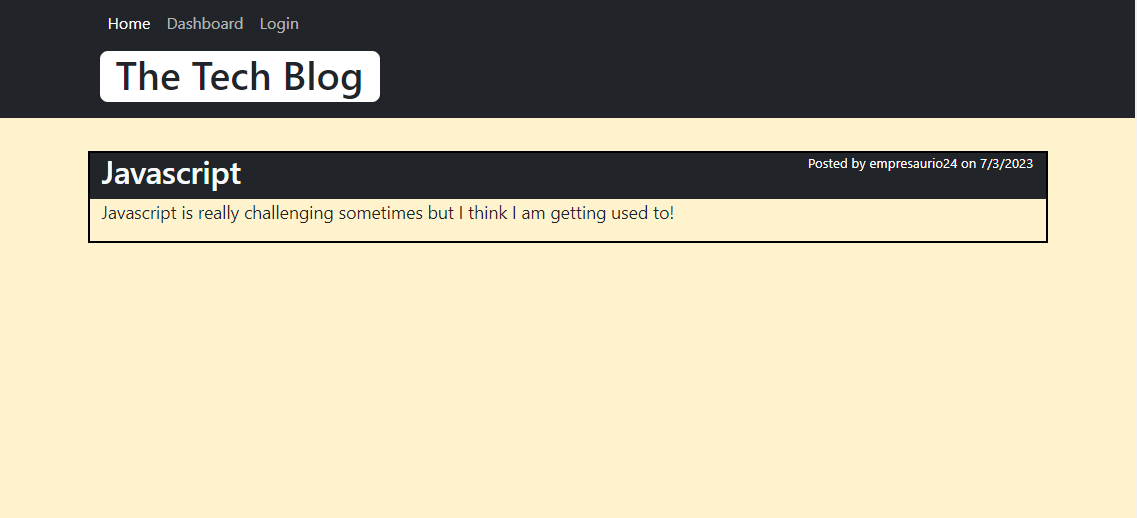 Home Dashboard Login
The Tech Blog
Javascript Posted by empresaurio24 on 7/3/2023
Javascript is really challenging sometimes but I think I am getting used to!